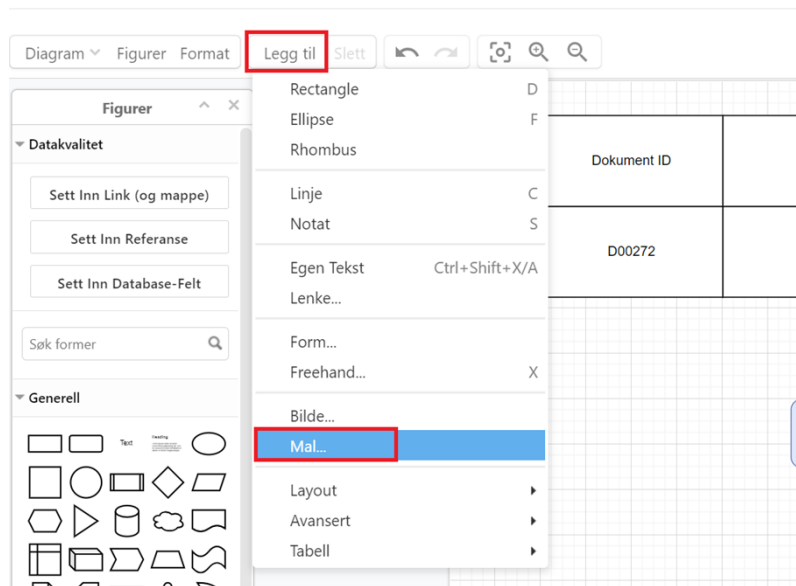 Diagram Figurer Format Legg til Slett
Figurer
Datakvalitet
Sett Inn Link (og mappe)
Sett Inn Referanse
Sett Inn Database-Felt
Søk former
Generell
Text
Heading
Rectangle D
Ellipse F
Rhombus
Linje C
Notat S
Egen Tekst Ctrl+Shift+X/A
Lenke...
Form...
Freehand... X
Bilde...
Mal...
Layout
Avansert
Tabell
Dokument ID
D00272